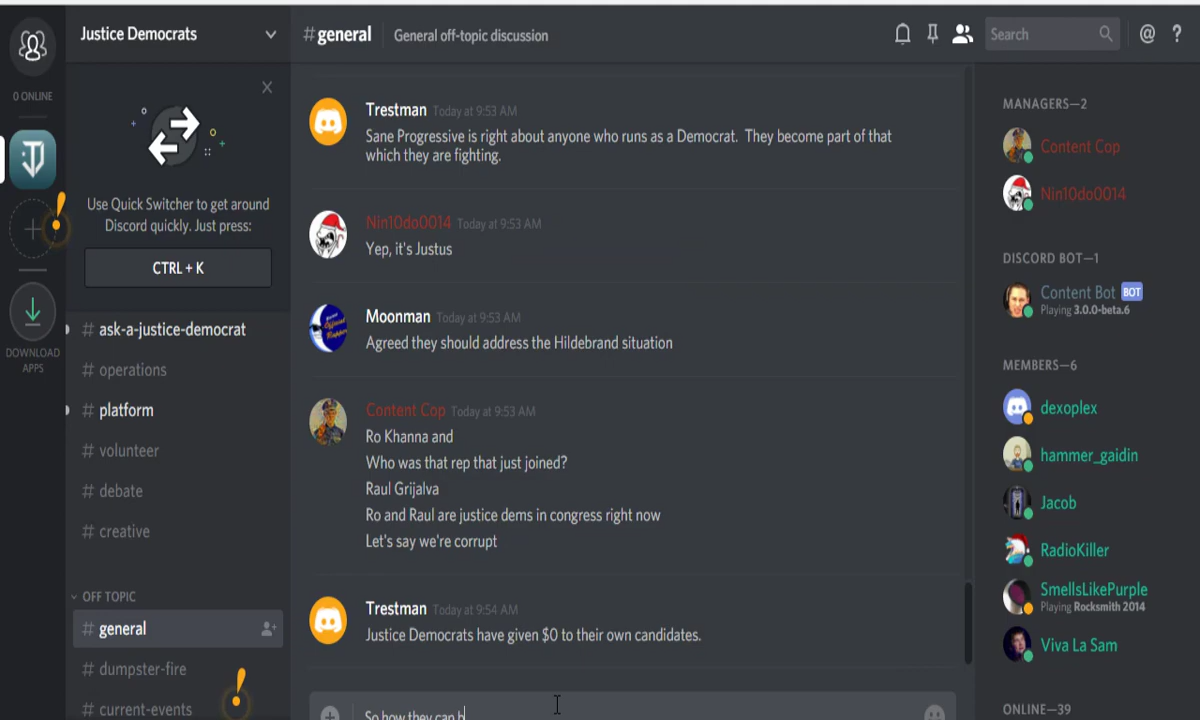 Justice Democrats
#general
General off-topic discussion
Search
@
?
0 ONLINE
Use Quick Switcher to get around
Discord quickly. Just press:
CTRL + K
DOWNLOAD
APPS
# ask-a-justice-democrat
# operations
# platform
# volunteer
# debate
# creative
OFF TOPIC
# general
# dumpster-fire
# current-events
Trestman Today at 9:53 AM
Sane Progressive is right about anyone who runs as a Democrat. They become part of that
which they are fighting.
Nin10do0014 Today at 9:53 AM
Yep, it's Justus
Moonman Today at 9:53 AM
Agreed they should address the Hildebrand situation
Content Cop Today at 9:53 AM
Ro Khanna and
Who was that rep that just joined?
Raul Grijalva
Ro and Raul are justice dems in congress right now
Let's say we're corrupt
Trestman Today at 9:54 AM
Justice Democrats have given $0 to their own candidates.
So how they can b
MANAGERS—2
Content Cop
Nin10do0014
DISCORD BOT—1
Content Bot BOT
Playing 3.0.0-beta.6
MEMBERS—6
dexoplex
hammer_gaidin
Jacob
RadioKiller
SmellsLikePurple
Playing Rocksmith 2014
Viva La Sam
ONLINE—39